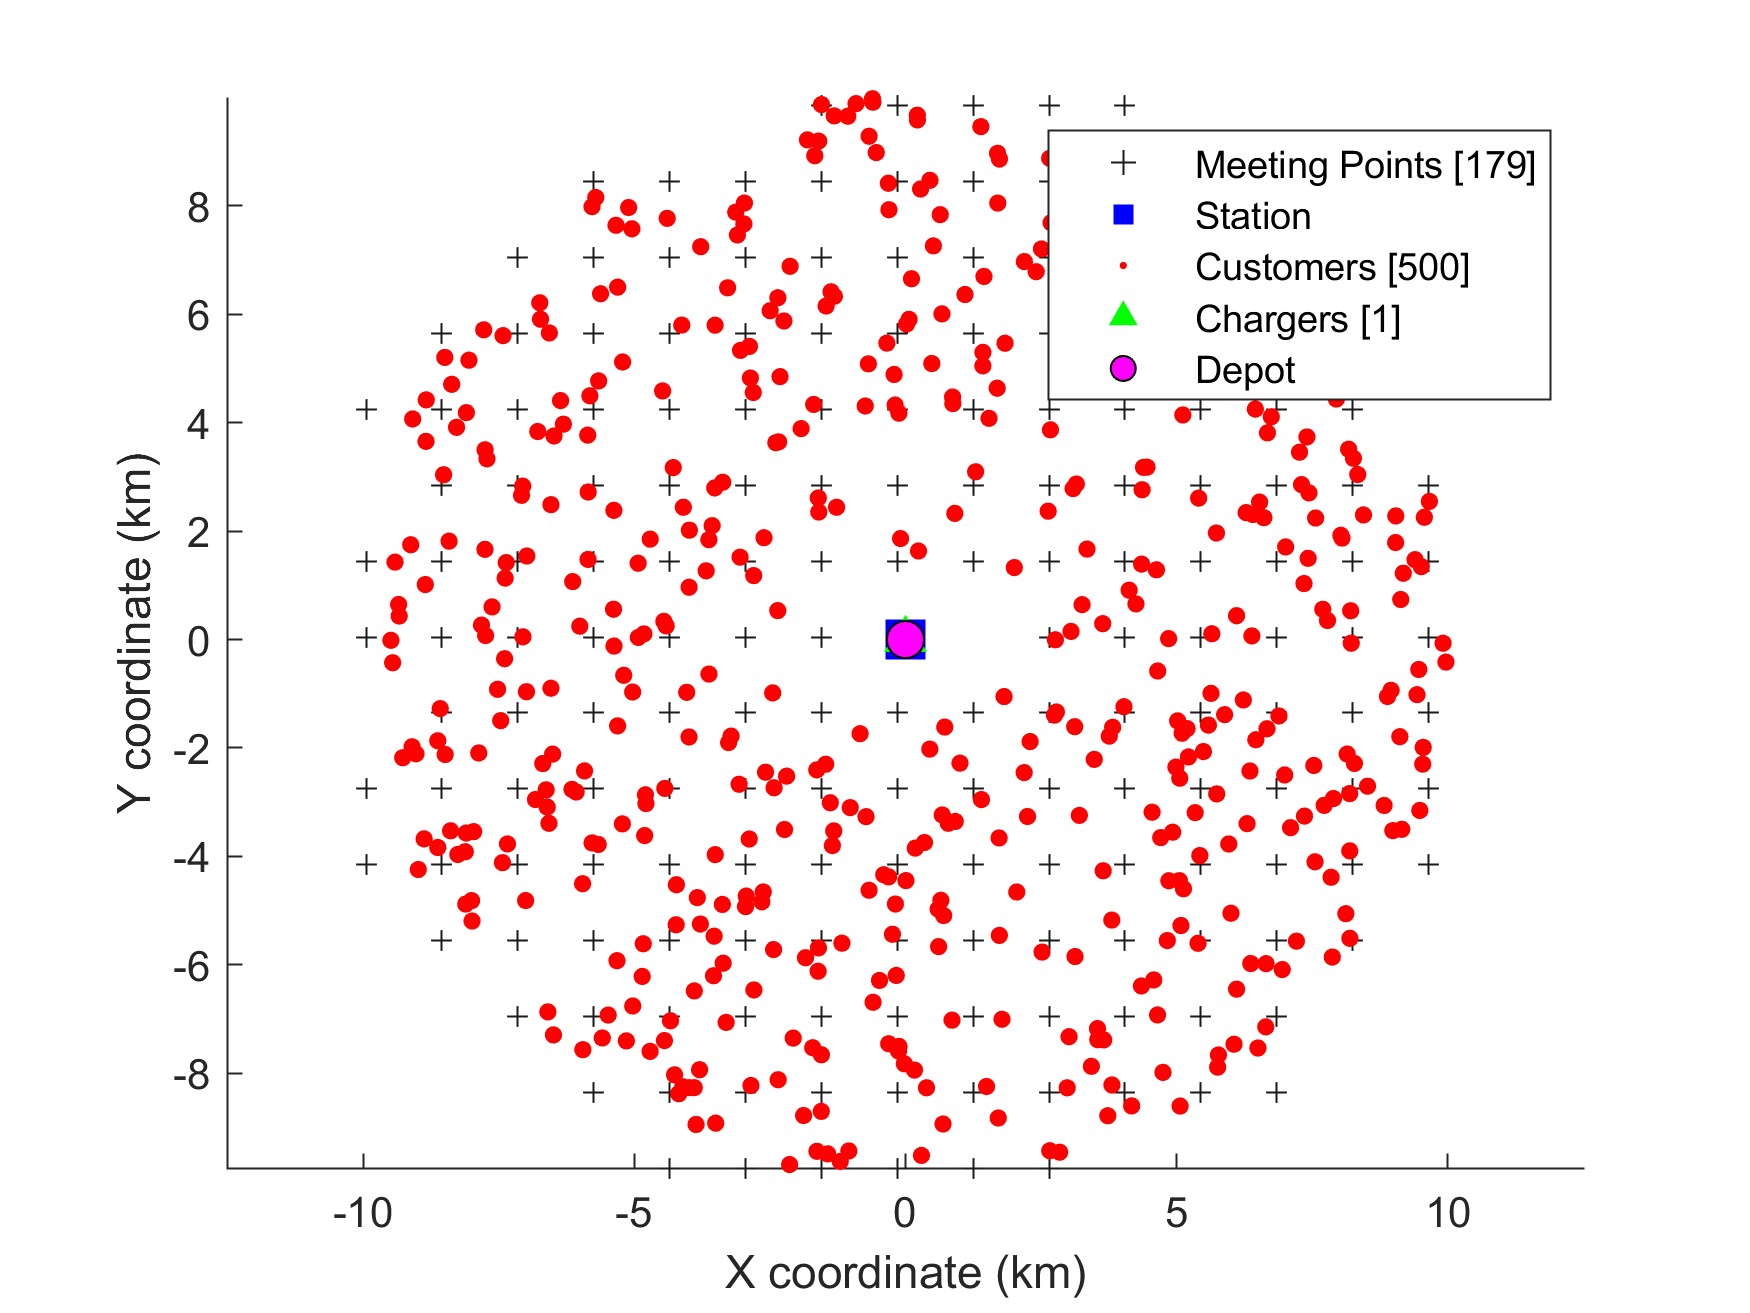 Meeting Points [179]
Station
Customers [500]
Chargers [1]
Depot
8
6
4
2
0
-2
-4
-6
-8
Y coordinate (km)
-10
-5
0
5
10
X coordinate (km)